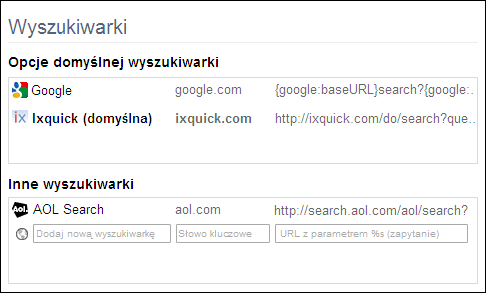 Wyszukiwarki
Opcje domyślnej wyszukiwarki
Google google.com {google:baseURL}search?{google:...
ix Ixquick (domyślna) ixquick.com http://ixquick.com/do/search?que...
Inne wyszukiwarki
Aol. AOL Search aol.com http://search.aol.com/aol/search?
Dodaj nową wyszukiwarkę Słowo kluczowe URL z parametrem %s (zapytanie)